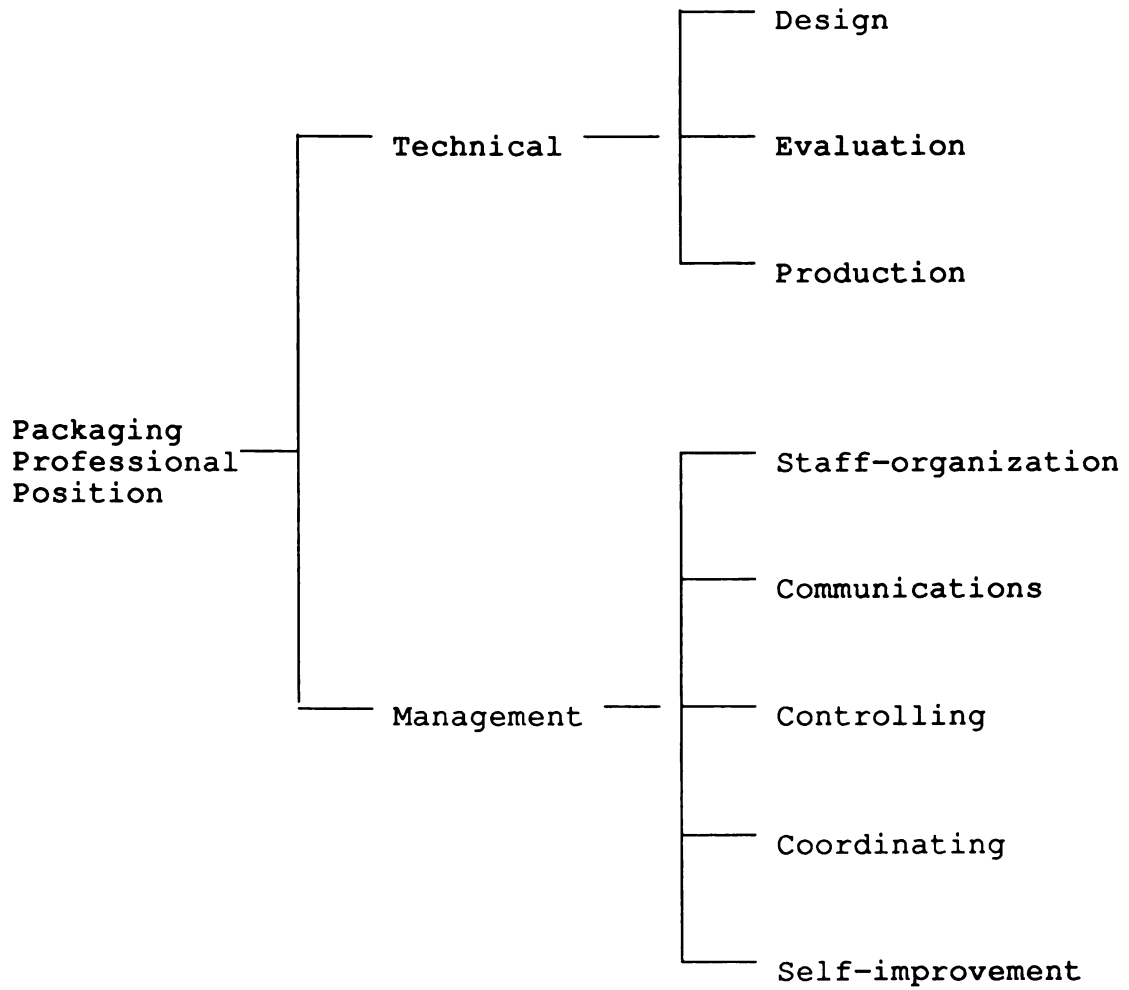 Design
Technical
Evaluation
Production
Packaging
Professional
Position
Staff-organization
Communications
Management
Controlling
Coordinating
Self-improvement